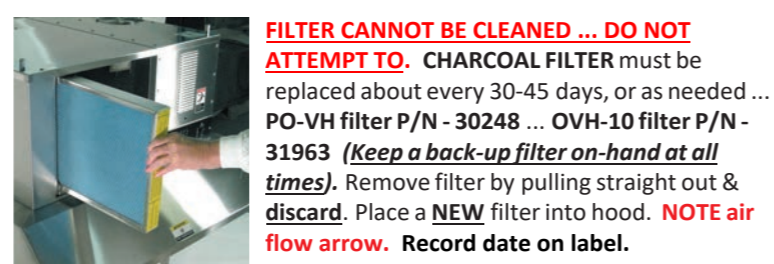 FILTER CANNOT BE CLEANED ... DO NOT
ATTEMPT TO. CHARCOAL FILTER must be
replaced about every 30-45 days, or as needed ...
PO-VH filter P/N - 30248 ... OVH-10 filter P/N -
31963 (Keep a back-up filter on-hand at all
times). Remove filter by pulling straight out &
discard. Place a NEW filter into hood. NOTE air
flow arrow. Record date on label.